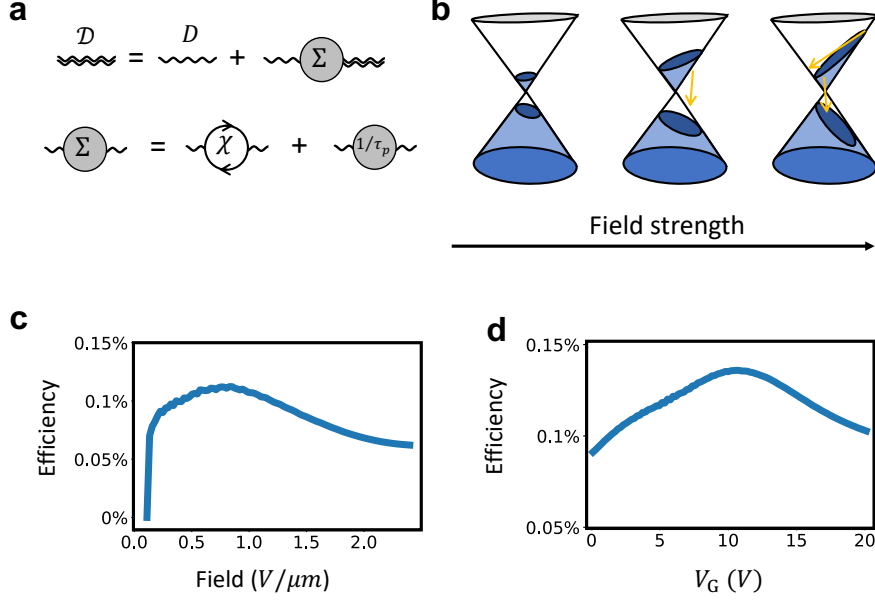 a
𝒟 = D + Σ
Σ = χ + 1/τ_p
b
Field strength
c
0.15%
0.1%
0.05%
0%
Efficiency
0.0 0.5 1.0 1.5 2.0
Field (V/μm)
d
0.15%
0.1%
0.05%
Efficiency
0 5 10 15 20
V_G (V)